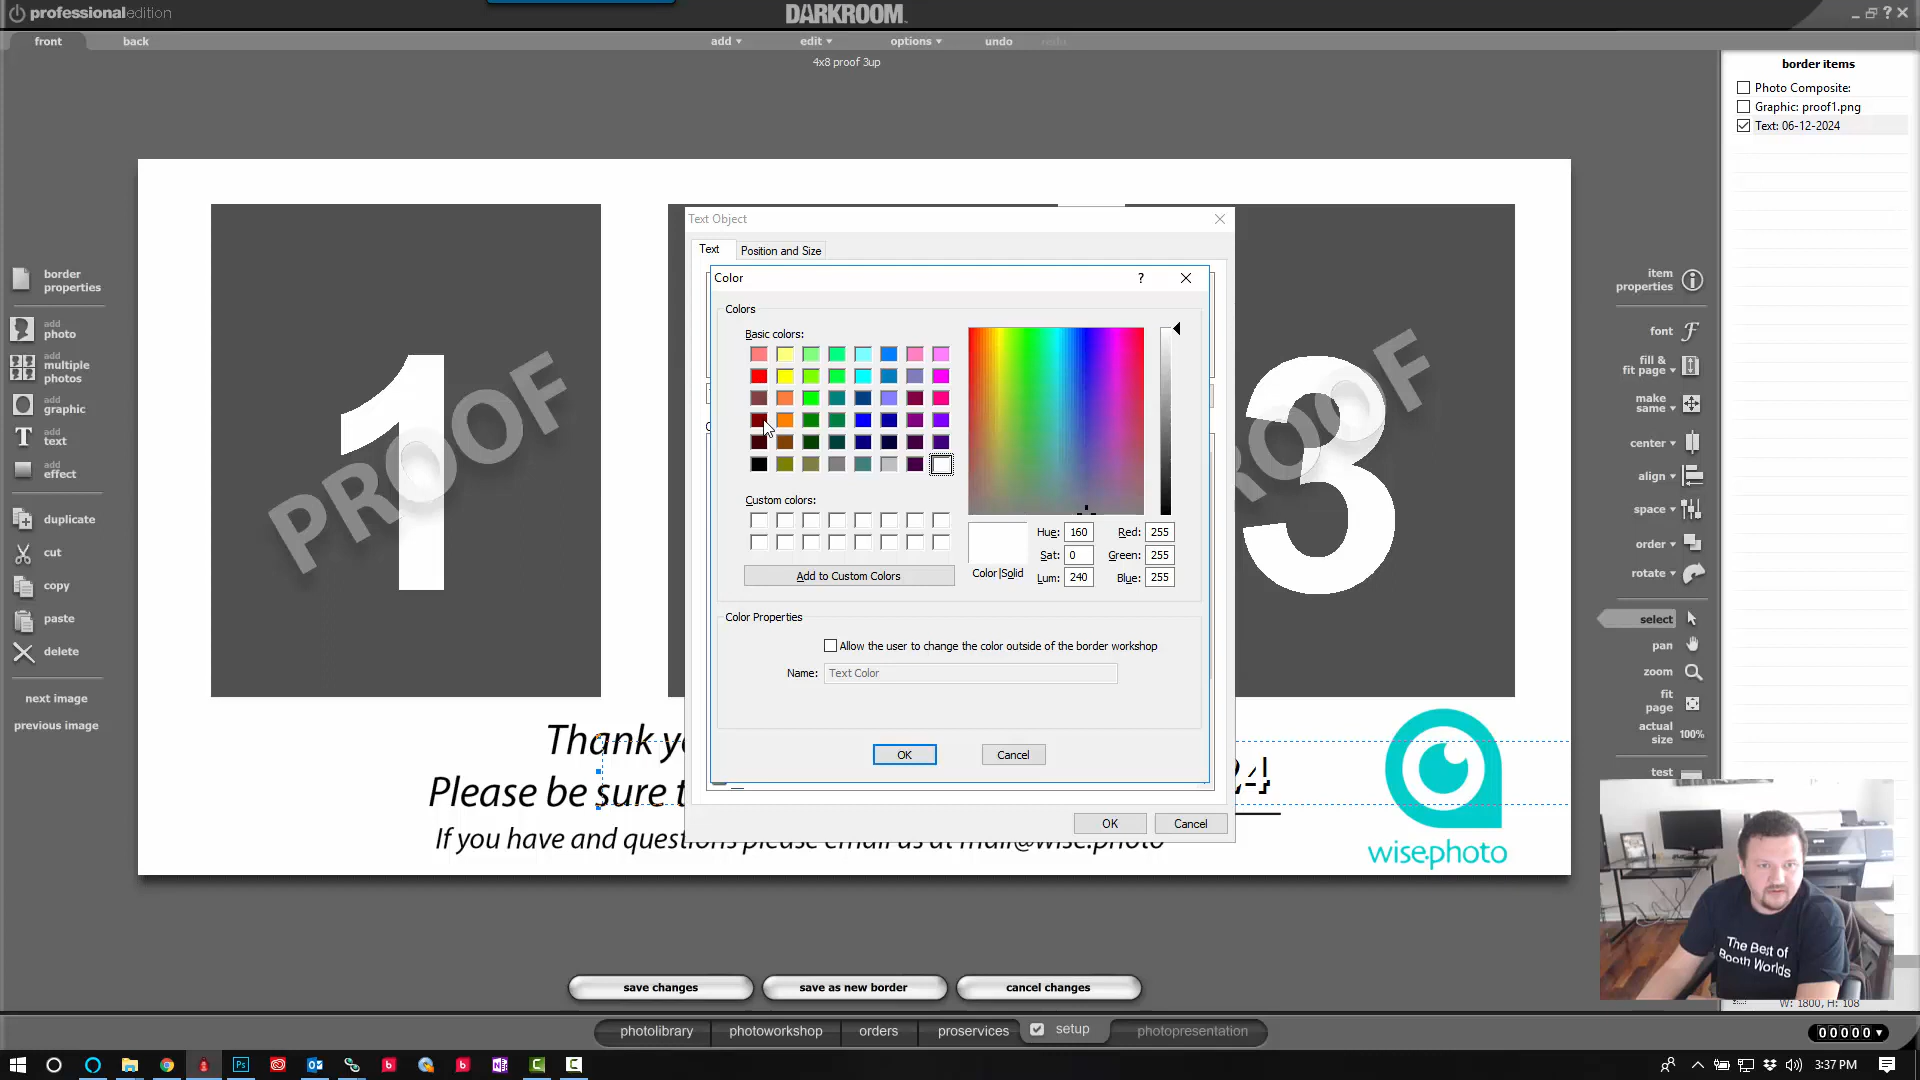 professionaledition
DARKROOM
front
back
add
edit
options
undo
redo
4x8 proof 3up
border items
Photo Composite:
Graphic: proof1.png
Text: 06-12-2024
border
properties
add
photo
add
multiple
photos
add
graphic
add
text
add
effect
duplicate
cut
copy
paste
delete
next image
previous image
1
PROOF
3
ROOF
Text Object
Text
Position and Size
Color
?
Colors
Basic colors:
Custom colors:
Add to Custom Colors
Hue: 160
Red: 255
Sat: 0
Green: 255
Color|Solid
Lum: 240
Blue: 255
Color Properties
Allow the user to change the color outside of the border workshop
Name: Text Color
OK
Cancel
OK
Cancel
Thank yo
Please be sure t
24
If you have and questions please email us at mail@wise.photo
wise.photo
item
properties
font
fill &
fit page
make
same
center
align
space
order
rotate
select
pan
zoom
fit
page
actual
size
100%
test
The Best of
Booth Worlds
W: 1800, H: 108
save changes
save as new border
cancel changes
photolibrary
photoworkshop
orders
proservices
setup
photopresentation
00000
3:37 PM